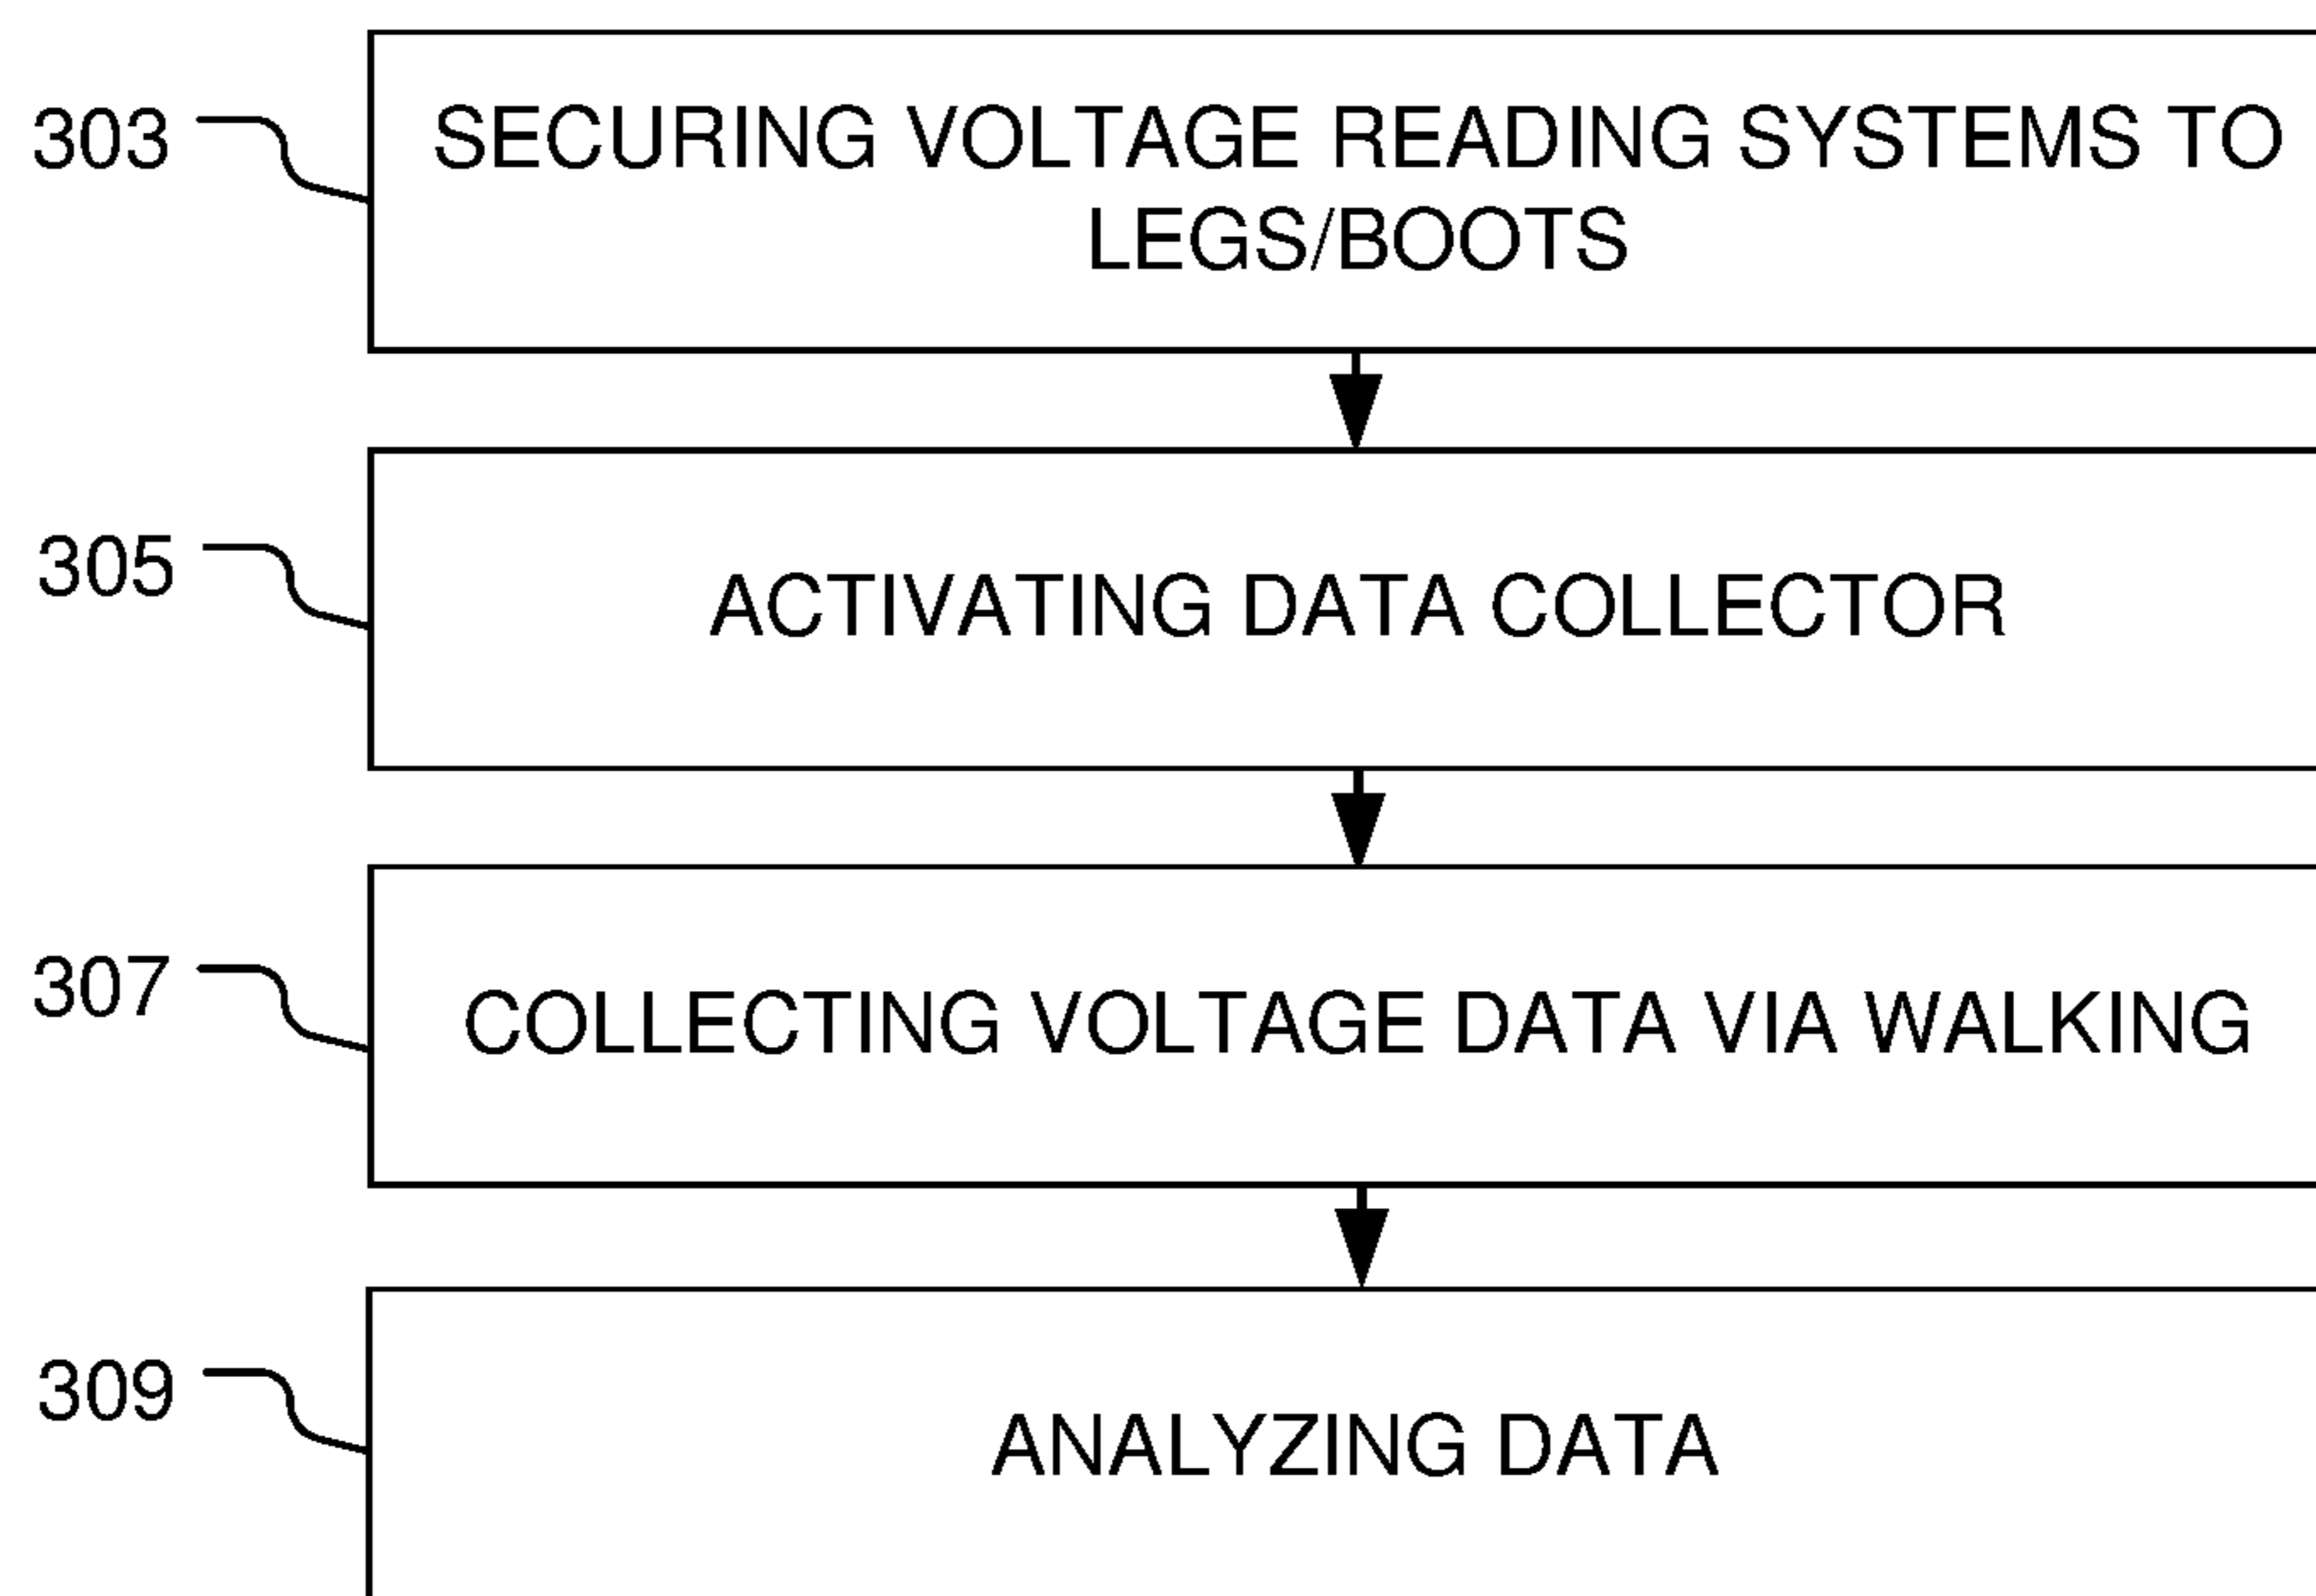 303
SECURING VOLTAGE READING SYSTEMS TO
LEGS/BOOTS
305
ACTIVATING DATA COLLECTOR
307
COLLECTING VOLTAGE DATA VIA WALKING
309
ANALYZING DATA